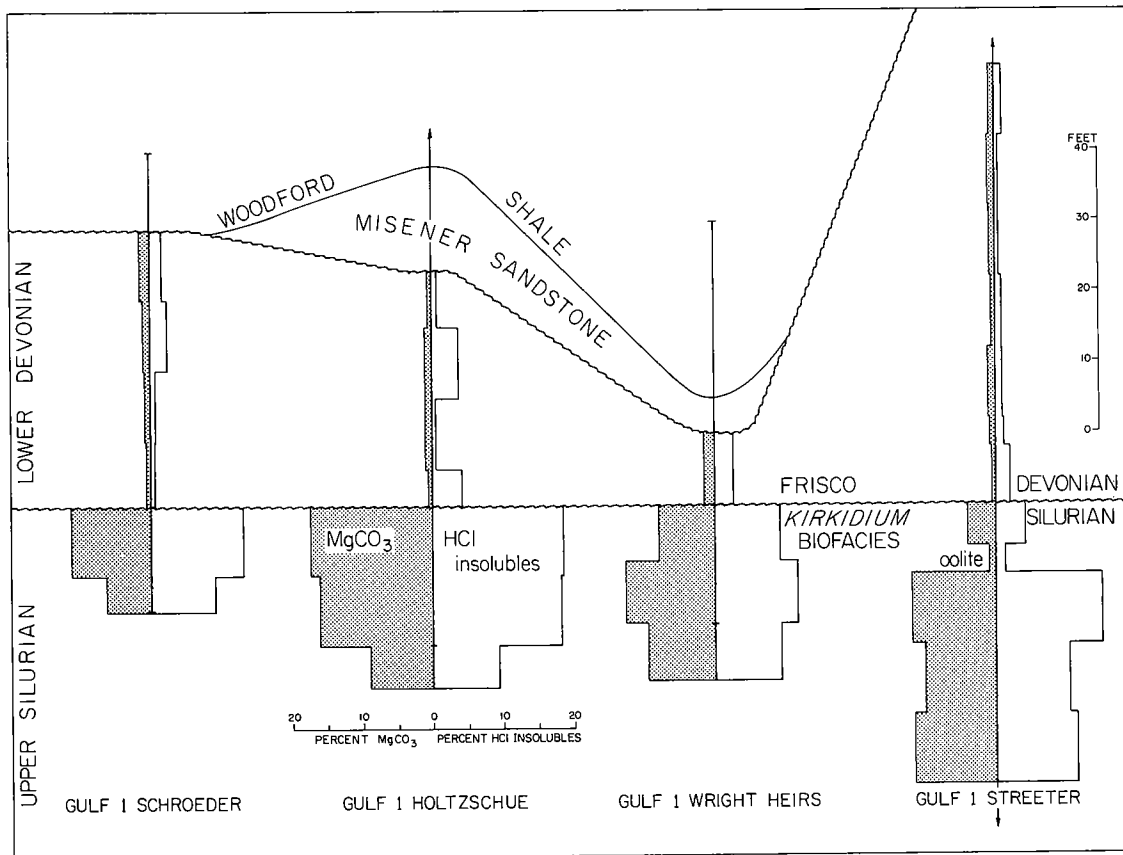 FEET
40
30
20
10
0
WOODFORD SHALE
MISENER SANDSTONE
LOWER DEVONIAN
FRISCO
DEVONIAN
KIRKIDIUM
BIOFACIES
SILURIAN
MgCO3
HCl
insolubles
oolite
UPPER SILURIAN
20 10 0 10 20
PERCENT MgCO3 PERCENT HCl INSOLUBLES
GULF 1 SCHROEDER
GULF 1 HOLTZSCHUE
GULF 1 WRIGHT HEIRS
GULF 1 STREETER